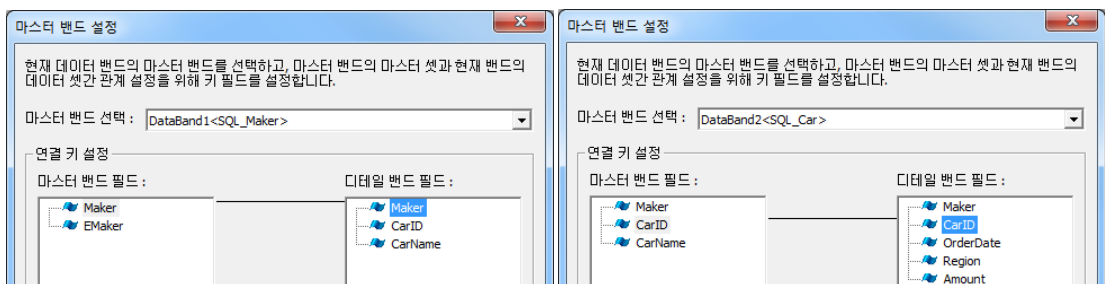 마스터 밴드 설정
현재 데이터 밴드의 마스터 밴드를 선택하고, 마스터 밴드의 마스터 셋과 현재 밴드의
데이터 셋간 관계 설정을 위해 키 필드를 설정합니다.
마스터 밴드 선택 : DataBand1<SQL_Maker>
연결 키 설정
마스터 밴드 필드 : 디테일 밴드 필드 :
Maker Maker
EMaker CarID
CarName
마스터 밴드 설정
현재 데이터 밴드의 마스터 밴드를 선택하고, 마스터 밴드의 마스터 셋과 현재 밴드의
데이터 셋간 관계 설정을 위해 키 필드를 설정합니다.
마스터 밴드 선택 : DataBand2<SQL_Car>
연결 키 설정
마스터 밴드 필드 : 디테일 밴드 필드 :
Maker Maker
CarID CarID
CarName OrderDate
Region
Amount